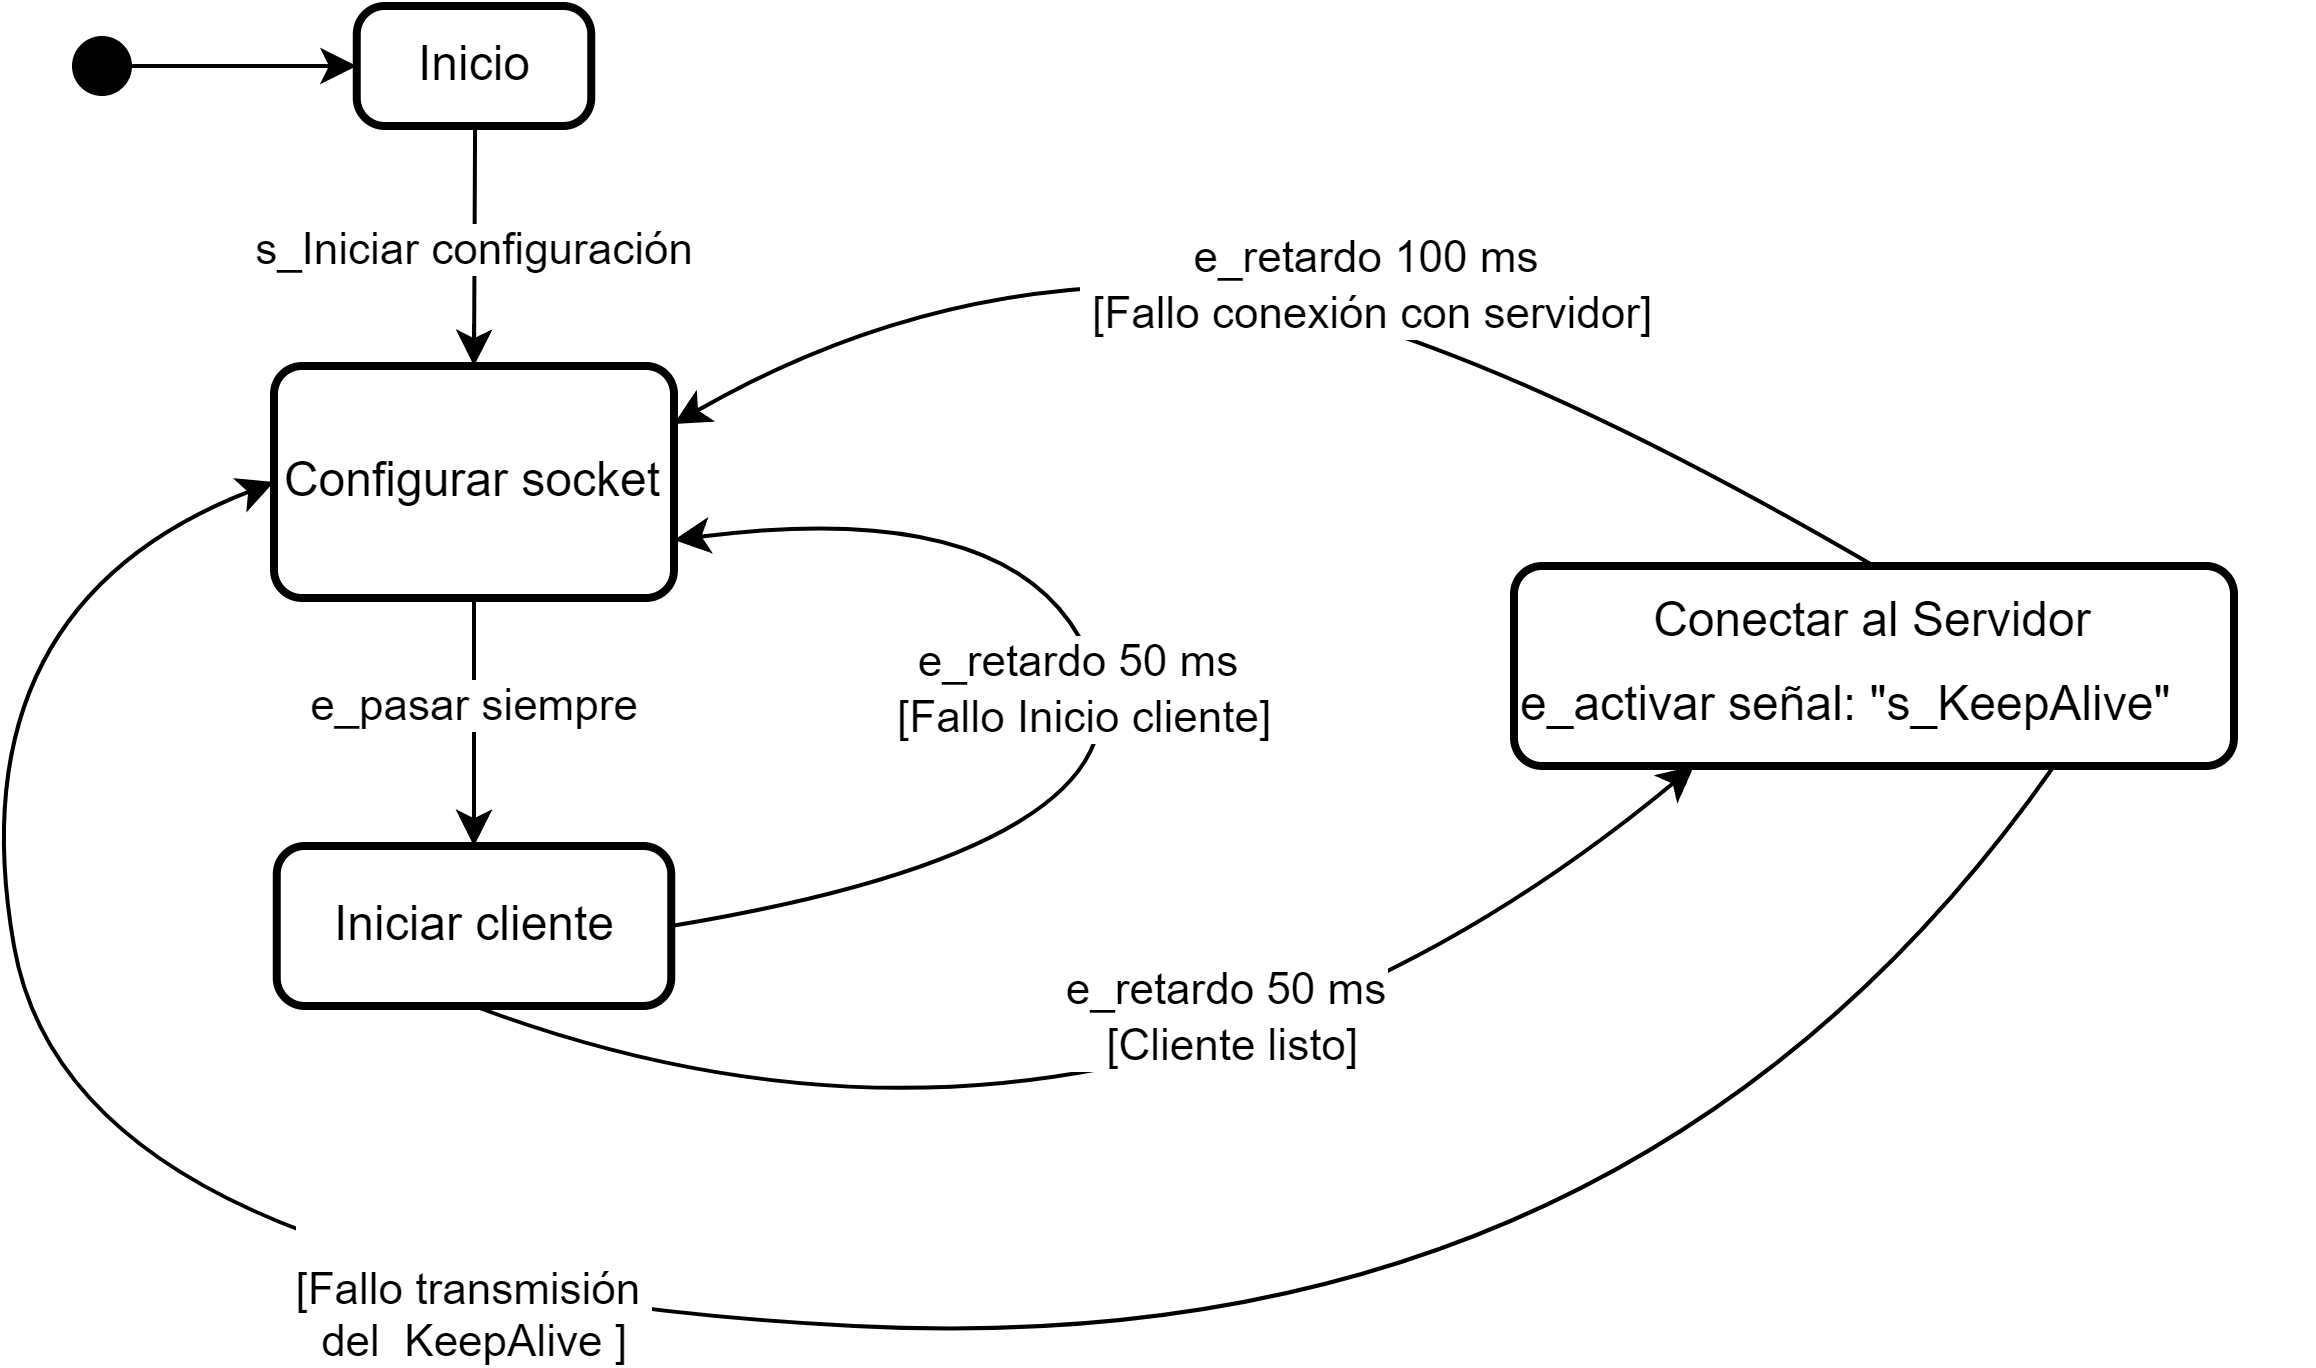 Inicio
s_Iniciar configuración
e_retardo 100 ms
[Fallo conexión con servidor]
Configurar socket
Conectar al Servidor
e_activar señal: "s_KeepAlive"
e_retardo 50 ms
[Fallo Inicio cliente]
e_pasar siempre
Iniciar cliente
e_retardo 50 ms
[Cliente listo]
[Fallo transmisión
del  KeepAlive ]